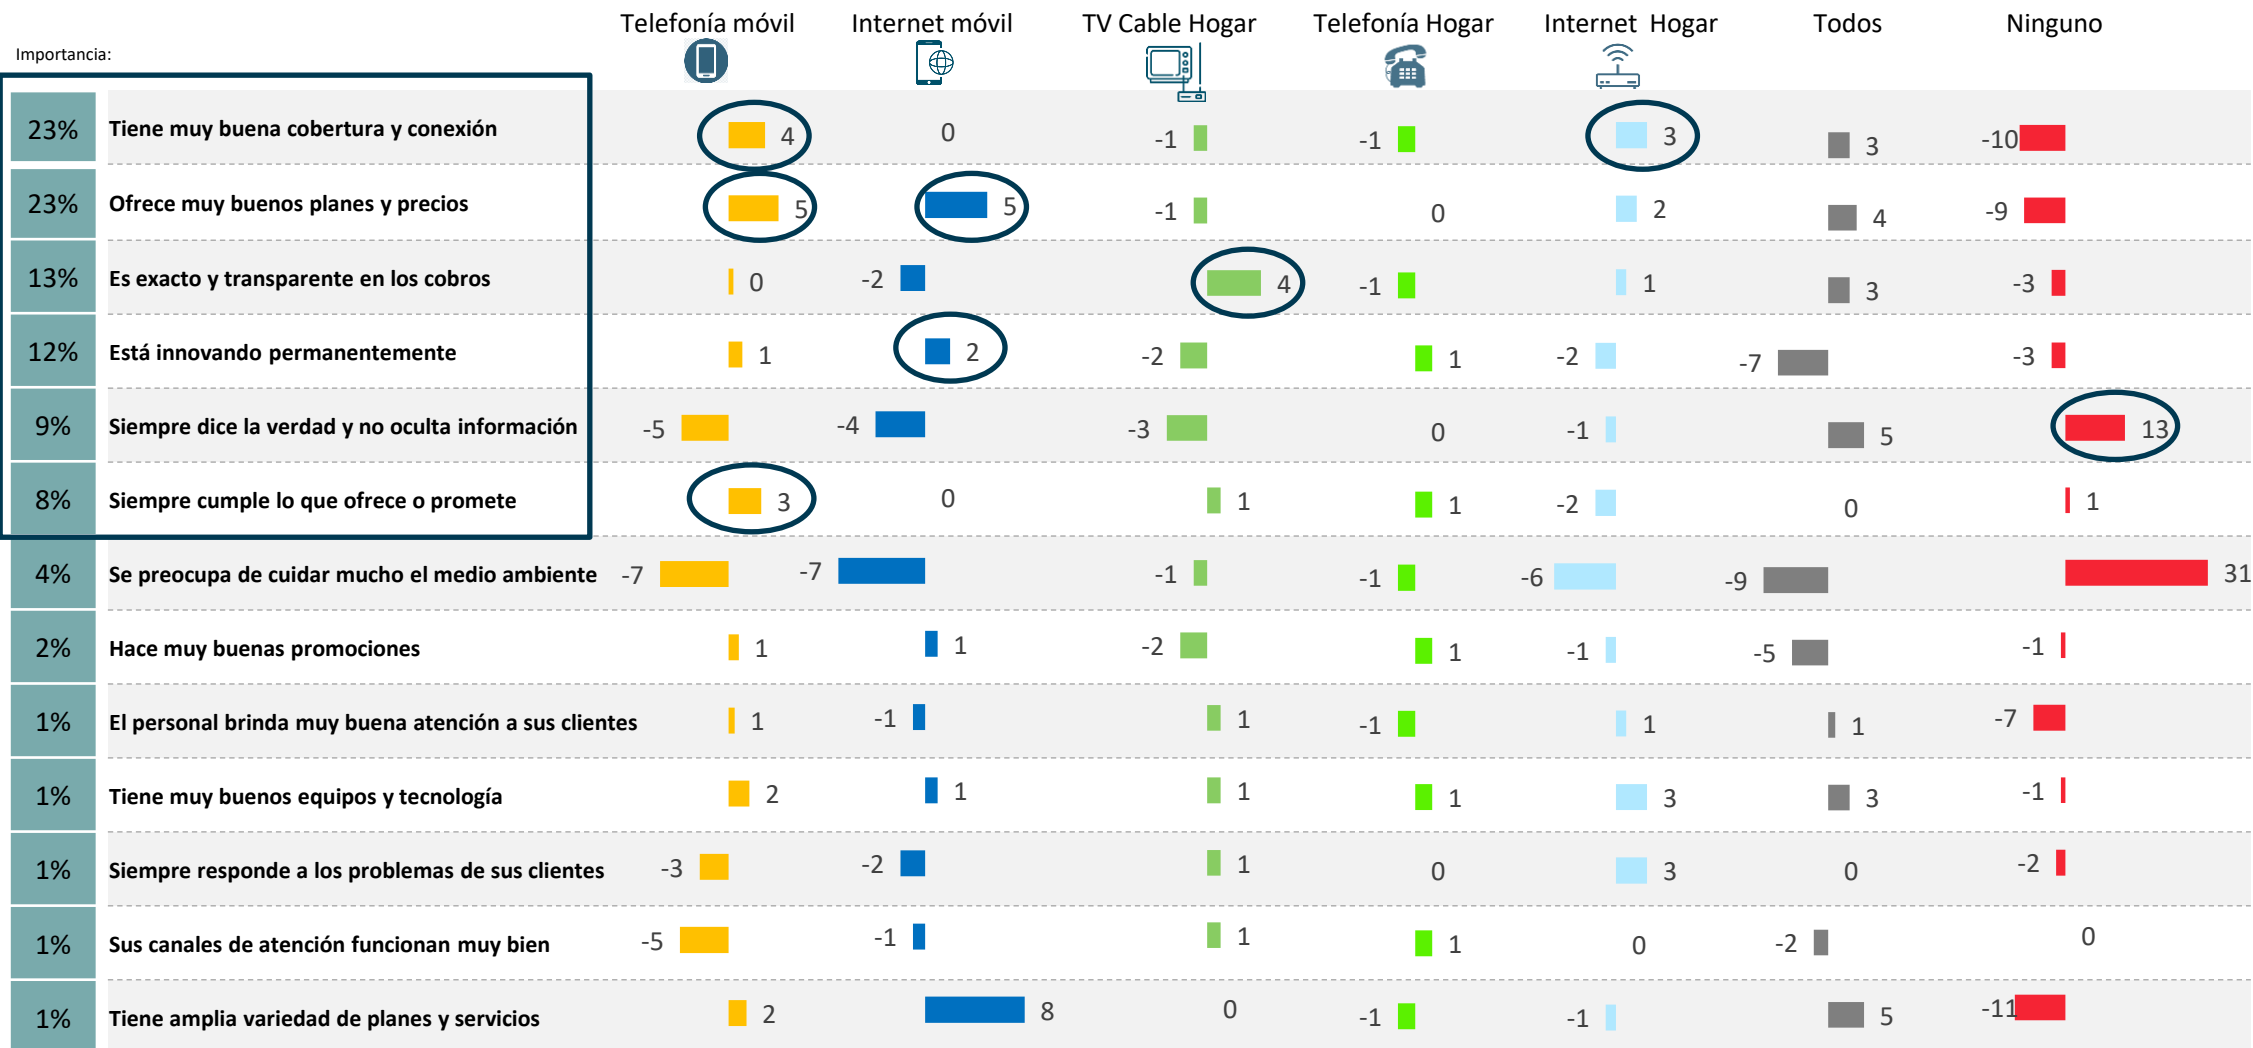 Telefonía móvil Internet móvil TV Cable Hogar Telefonía Hogar Internet Hogar Todos Ninguno
Importancia:
23% Tiene muy buena cobertura y conexión 4 0 -1 -1 3 3 -10
23% Ofrece muy buenos planes y precios 5 5 -1 0 2 4 -9
13% Es exacto y transparente en los cobros 0 -2 4 -1 1 3 -3
12% Está innovando permanentemente 1 2 -2 1 -2 -7 -3
9% Siempre dice la verdad y no oculta información -5 -4 -3 0 -1 5 13
8% Siempre cumple lo que ofrece o promete 3 0 1 1 -2 0 1
4% Se preocupa de cuidar mucho el medio ambiente -7 -7 -1 -1 -6 -9 31
2% Hace muy buenas promociones 1 1 -2 1 -1 -5 -1
1% El personal brinda muy buena atención a sus clientes 1 -1 1 -1 1 1 -7
1% Tiene muy buenos equipos y tecnología 2 1 1 1 3 3 -1
1% Siempre responde a los problemas de sus clientes -3 -2 1 0 3 0 -2
1% Sus canales de atención funcionan muy bien -5 -1 1 1 0 -2 0
1% Tiene amplia variedad de planes y servicios 2 8 0 -1 -1 5 -11